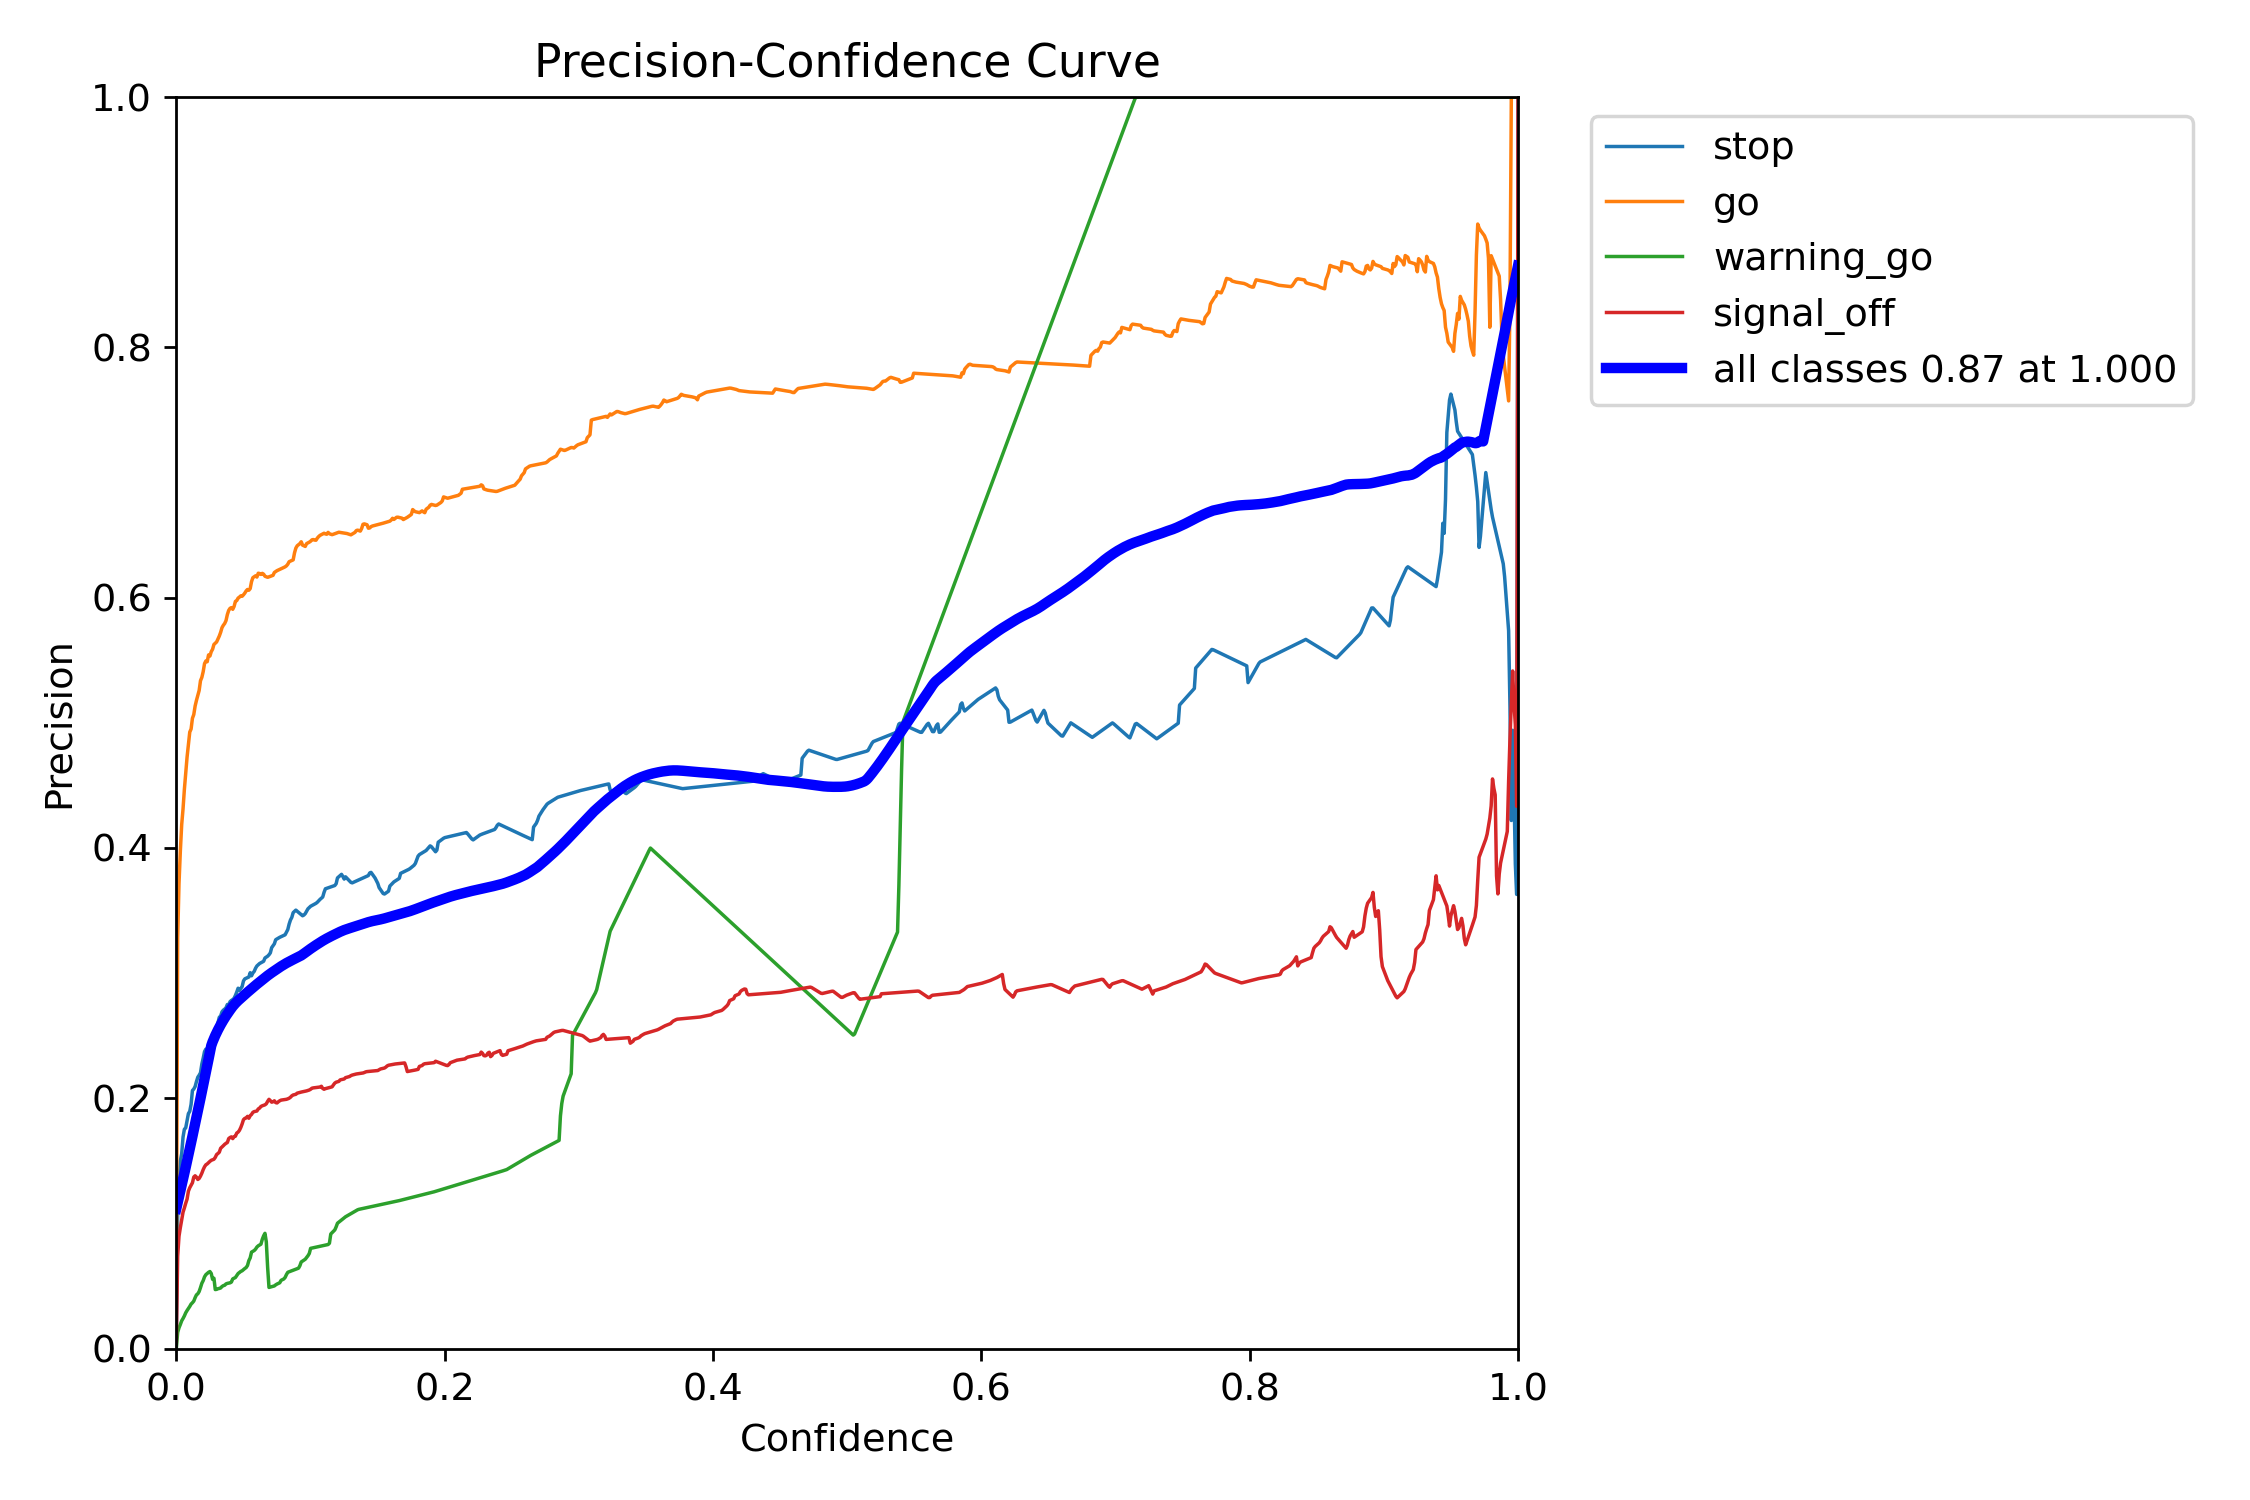 Precision-Confidence Curve
1.0
0.8
0.6
0.4
0.2
0.0
Precision
0.0 0.2 0.4 0.6 0.8 1.0
Confidence
stop
go
warning_go
signal_off
all classes 0.87 at 1.000